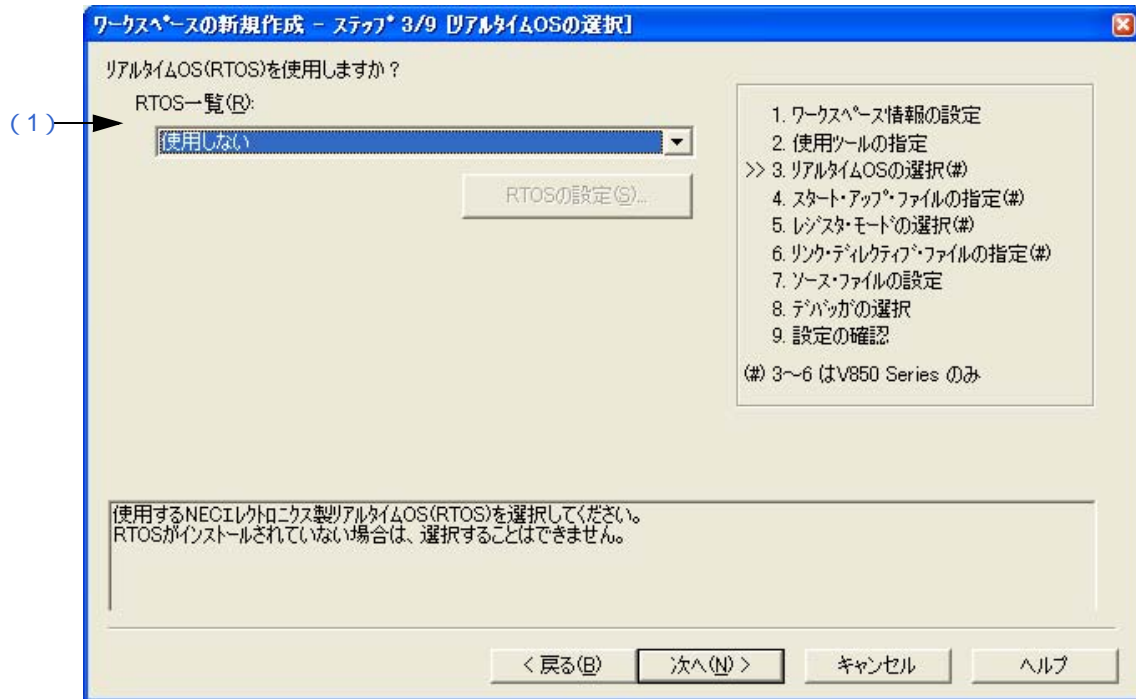 ワークスペースの新規作成 - ステップ 3/9 [リアルタイムOSの選択]
リアルタイムOS(RTOS)を使用しますか？
RTOS一覧(R):
(1)
使用しない
RTOSの設定(S)...
1. ワークスペース情報の設定
2. 使用ツールの指定
>> 3. リアルタイムOSの選択(#)
4. スタート・アップ・ファイルの指定(#)
5. レジスタ・モードの選択(#)
6. リンク・ディレクティブ・ファイルの指定(#)
7. ソース・ファイルの設定
8. デバッガの選択
9. 設定の確認
(#) 3～6 はV850 Series のみ
使用するNECエレクトロニクス製リアルタイムOS(RTOS)を選択してください。
RTOSがインストールされていない場合は、選択することはできません。
< 戻る(B)
次へ(N) >
キャンセル
ヘルプ